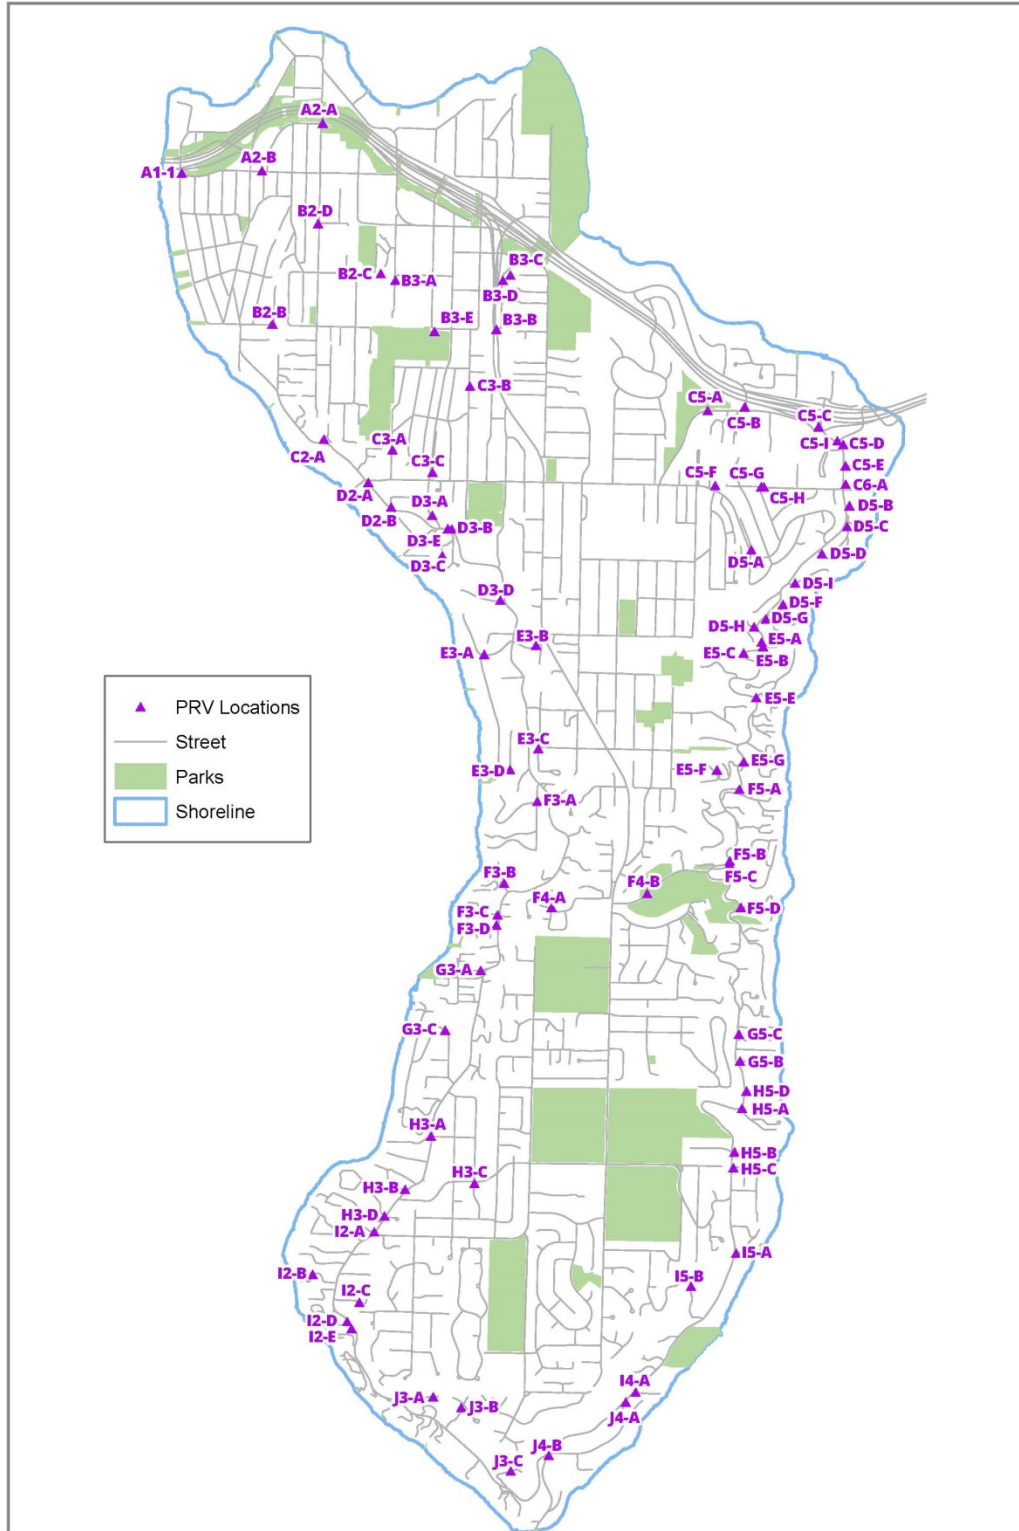 A2-A
A2-B
A1-1
B2-D
B3-C
B2-C
B3-A
B3-D
B2-B
B3-E
B3-B
C3-B
C5-A
C5-B
C5-C
C3-A
C5-I
C5-D
C2-A
C3-C
C5-E
C5-F
C5-G
C6-A
D2-A
C5-H
D3-A
D5-B
D2-B
D3-B
D5-C
D3-E
D3-C
D5-A
D5-D
D5-I
D3-D
D5-F
D5-G
D5-H
E3-B
E5-A
E3-A
E5-C
E5-B
E5-E
PRV Locations
Street
Parks
Shoreline
E3-C
E5-G
E3-D
E5-F
F5-A
F3-A
F5-B
F3-B
F5-C
F4-B
F4-A
F5-D
F3-C
F3-D
G3-A
G3-C
G5-C
G5-B
H5-D
H5-A
H3-A
H5-B
H5-C
H3-C
H3-B
H3-D
I2-A
I5-A
I2-B
I5-B
I2-C
I2-D
I2-E
I4-A
J3-A
J3-B
J4-A
J4-B
J3-C